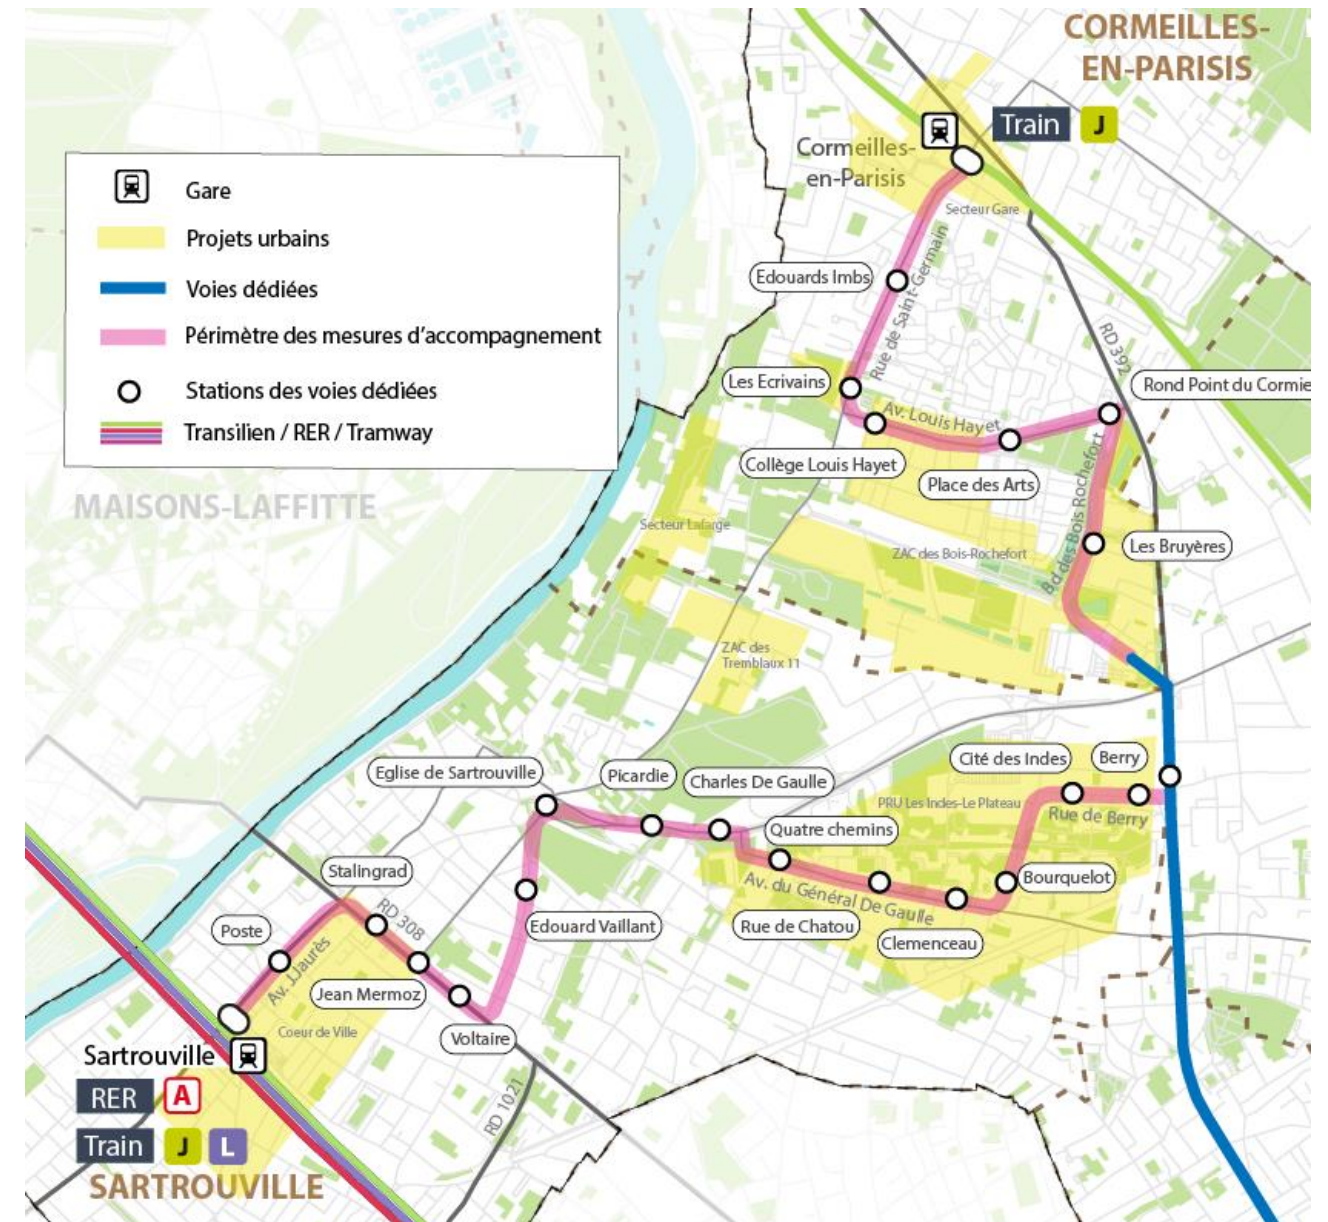 CORMEILLES-
EN-PARISIS
Train J
Cormeilles-
en-Parisis
Secteur Gare
Gare
Projets urbains
Voies dédiées
Périmètre des mesures d'accompagnement
Stations des voies dédiées
Transilien / RER / Tramway
Edouards Imbs
Rue de Saint-Germain
RD 392
Les Ecrivains
Rond Point du Cormie
Av. Louis Hayet
Collège Louis Hayet
Place des Arts
Bd des Bois Rochefort
MAISONS-LAFFITTE
Secteur Lafarge
ZAC des Bois-Rochefort
Les Bruyères
ZAC des
Tremblaux 11
Eglise de Sartrouville
Picardie
Charles De Gaulle
Cité des Indes
Berry
PRU Les Indes-Le Plateau
Rue de Berry
Quatre chemins
Stalingrad
RD 308
Av. du Général De Gaulle
Bourquelot
Poste
Edouard Vaillant
Rue de Chatou
Clemenceau
Av. J.Jaurès
Jean Mermoz
Coeur de Ville
Voltaire
Sartrouville
RER A
RD 1021
Train J L
SARTROUVILLE